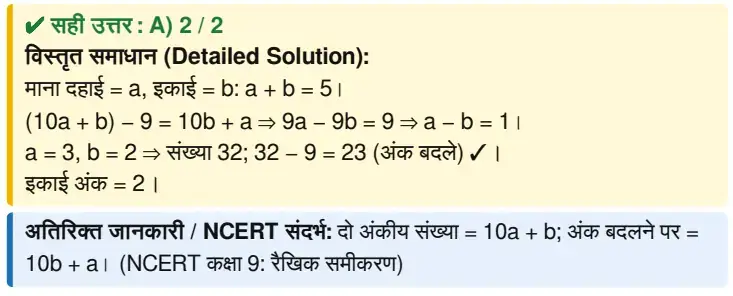 ✔ सही उत्तर : A) 2 / 2
विस्तृत समाधान (Detailed Solution):
माना दहाई = a, इकाई = b: a + b = 5।
(10a + b) − 9 = 10b + a ⇒ 9a − 9b = 9 ⇒ a − b = 1।
a = 3, b = 2 ⇒ संख्या 32; 32 − 9 = 23 (अंक बदले) ✓।
इकाई अंक = 2।
अतिरिक्त जानकारी / NCERT संदर्भ: दो अंकीय संख्या = 10a + b; अंक बदलने पर =
10b + a। (NCERT कक्षा 9: रैखिक समीकरण)